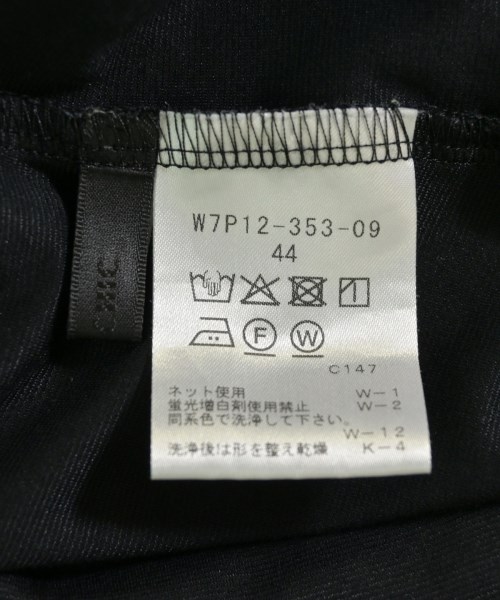 W7P12-353-09
44
F
W
C147
ネット使用 W-1
蛍光増白剤使用禁止 W-2
同系色で洗浄して下さい。
W-12
洗浄後は形を整え乾燥 K-4